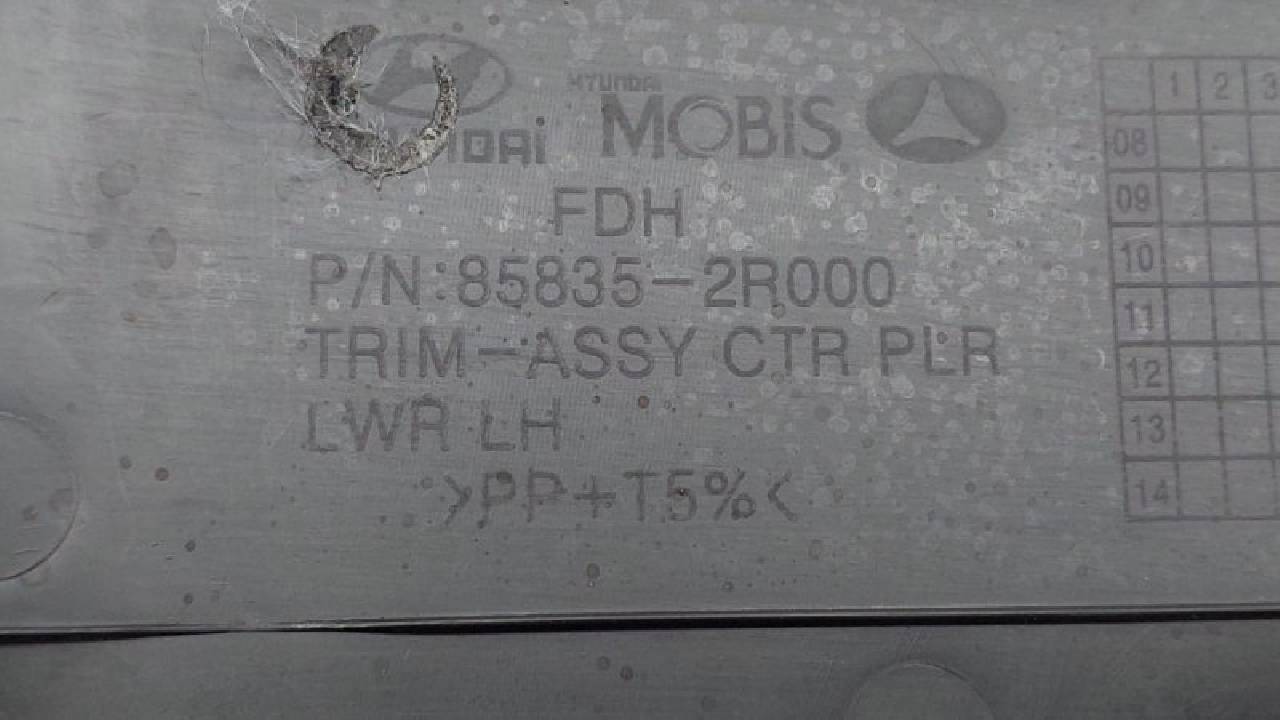 HYUNDAI
MOBIS
FDH
P/N:85835-2R000
TRIM-ASSY CTR PLR
LWR LH
>PP+T5%<
1 2 3
08
09
10
11
12
13
14